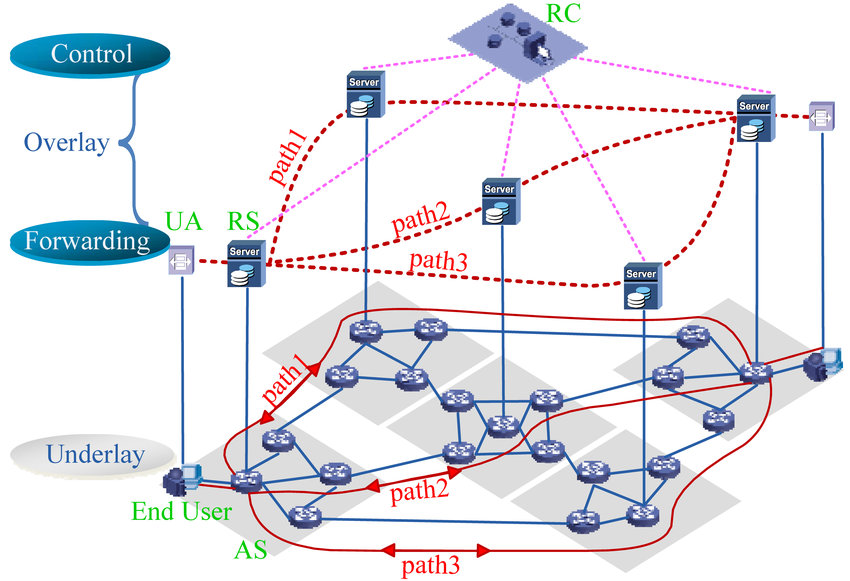 RC
Control
Server
Server
path1
Overlay
Server
UA
RS
path2
Forwarding
Server
path3
Server
path1
Underlay
path2
End User
AS
path3